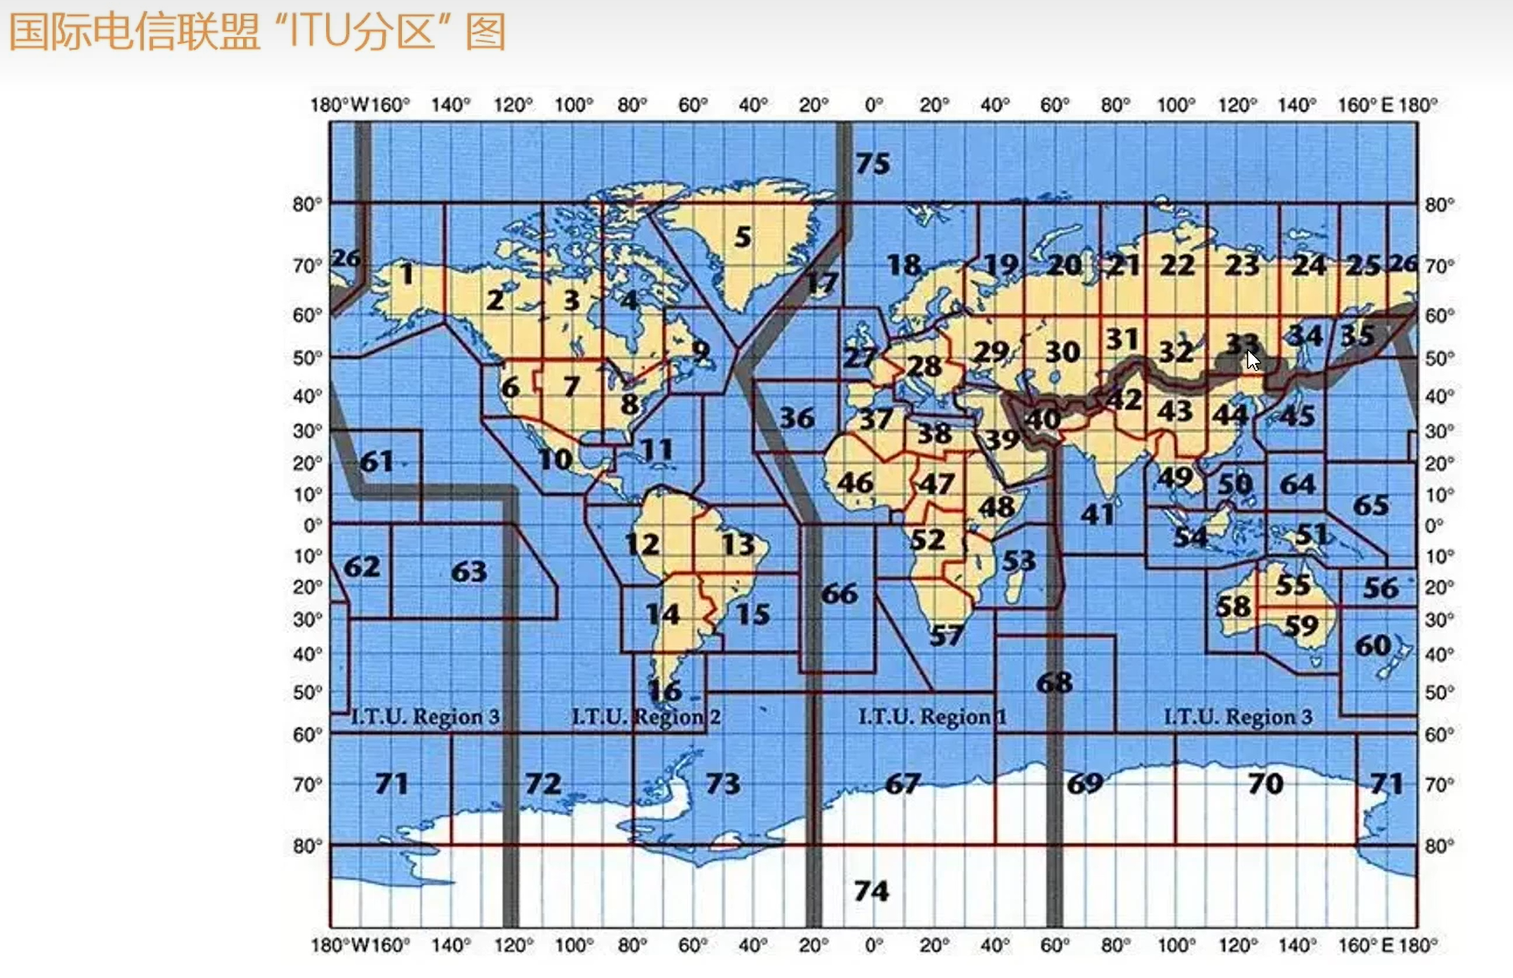 国际电信联盟 “ITU分区” 图
180°W 160° 140° 120° 100° 80° 60° 40° 20° 0° 20° 40° 60° 80° 100° 120° 140° 160° E 180°
75
80° 80°
5
26 1 17 18 19 20 21 22 23 24 25 26
70° 70°
2 3 4
60° 60°
9 27 28 29 30 31 32 33 34 35
50° 50°
6 7 8
40° 40°
36 37 38 39 40 42 43 44 45
30° 30°
61 10 11
20° 20°
46 47 48 41 49 50 64 65
10° 10°
0° 0°
12 13 52 53 54 51
10° 10°
62 63 66 55 56
20° 20°
14 15 57 58 59
30° 30°
60
40° 40°
16 68
50° 50°
I.T.U. Region 3 I.T.U. Region 2 I.T.U. Region 1 I.T.U. Region 3
60° 60°
71 72 73 67 69 70 71
70° 70°
80° 80°
74
180°W 160° 140° 120° 100° 80° 60° 40° 20° 0° 20° 40° 60° 80° 100° 120° 140° 160° E 180°